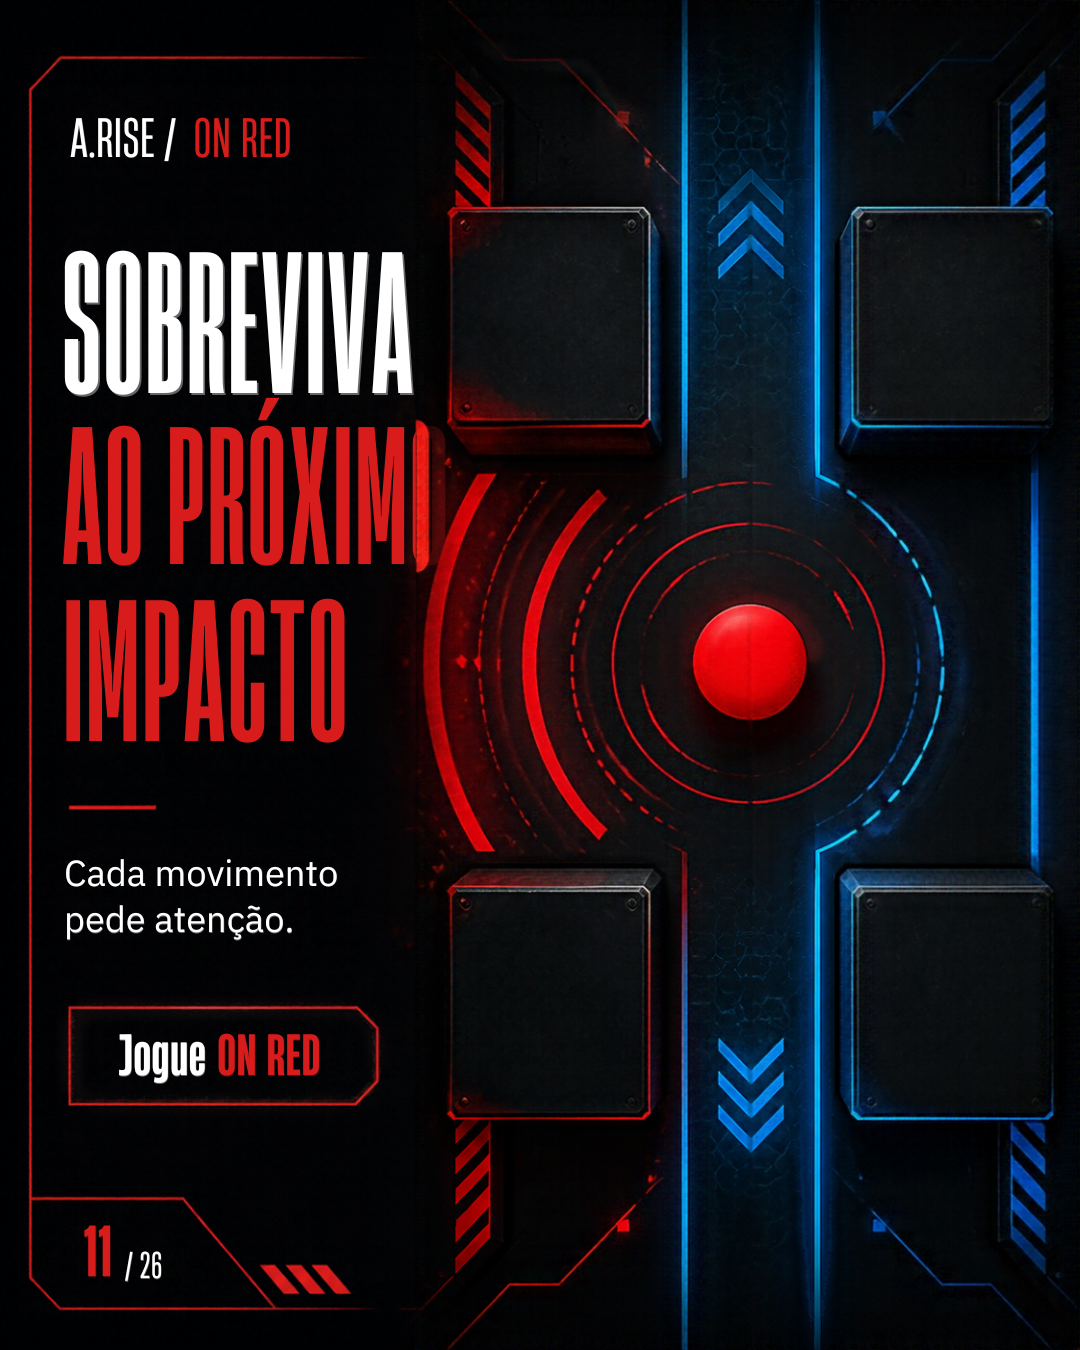 A.RISE / ON RED
SOBREVIVA
AO PRÓXIMO
IMPACTO
Cada movimento
pede atenção.
Jogue ON RED
11 / 26